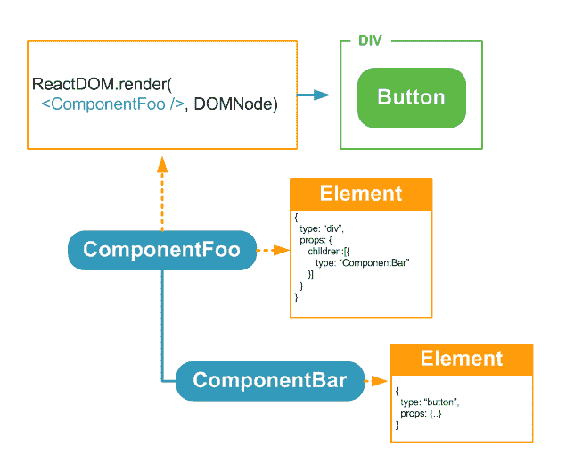 DIV
ReactDOM.render(
<ComponentFoo />, DOMNode)
Button
Element
{
type: "div",
props: {
children:[{
type: "ComponentBar"
}]
}
}
ComponentFoo
Element
{
type: "button",
props: {..}
}
ComponentBar